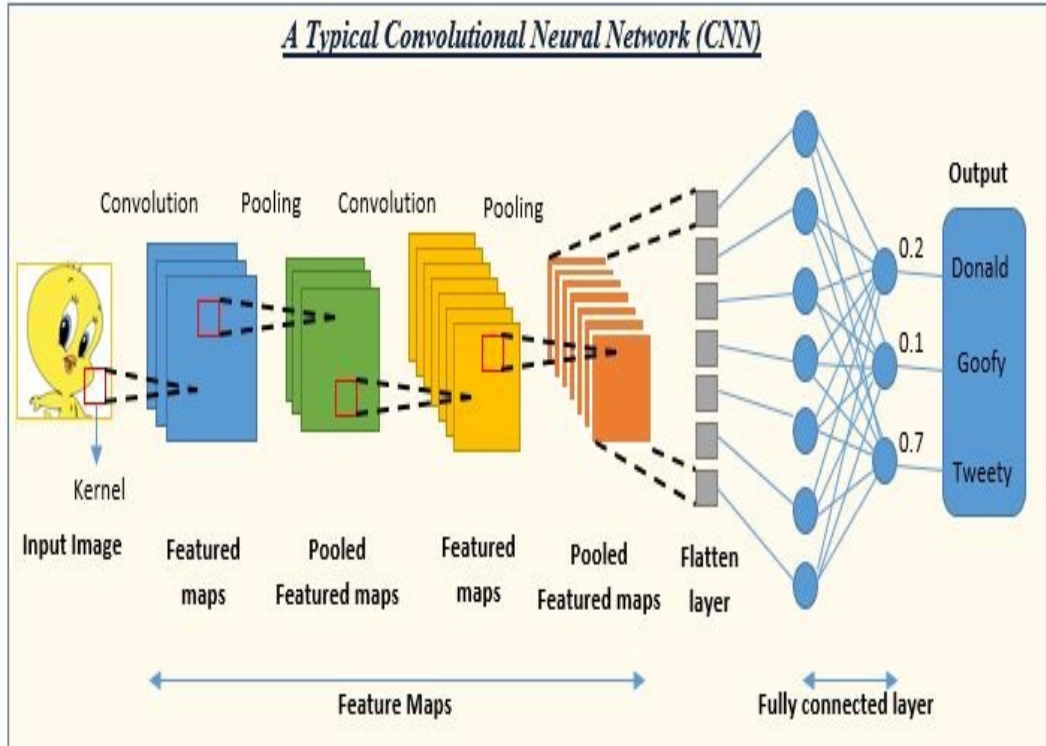 A Typical Convolutional Neural Network (CNN)
Convolution
Pooling
Convolution
Pooling
Kernel
Input Image
Featured
maps
Pooled
Featured maps
Featured
maps
Pooled
Featured maps
Flatten
layer
Feature Maps
Fully connected layer
0.2
0.1
0.7
Output
Donald
Goofy
Tweety